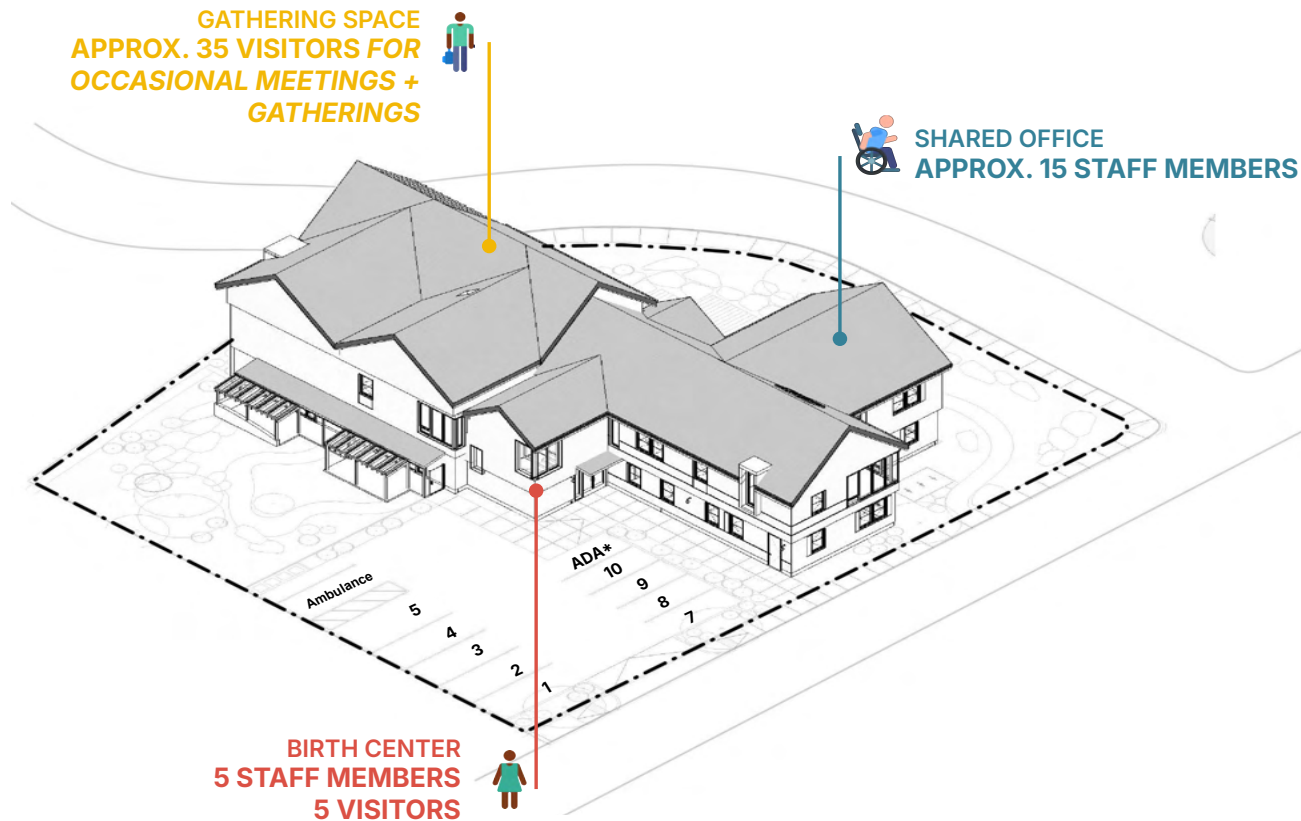 GATHERING SPACE
APPROX. 35 VISITORS FOR
OCCASIONAL MEETINGS +
GATHERINGS
SHARED OFFICE
APPROX. 15 STAFF MEMBERS
ADA*
10
9
8
7
Ambulance
5
4
3
2
1
BIRTH CENTER
5 STAFF MEMBERS
5 VISITORS